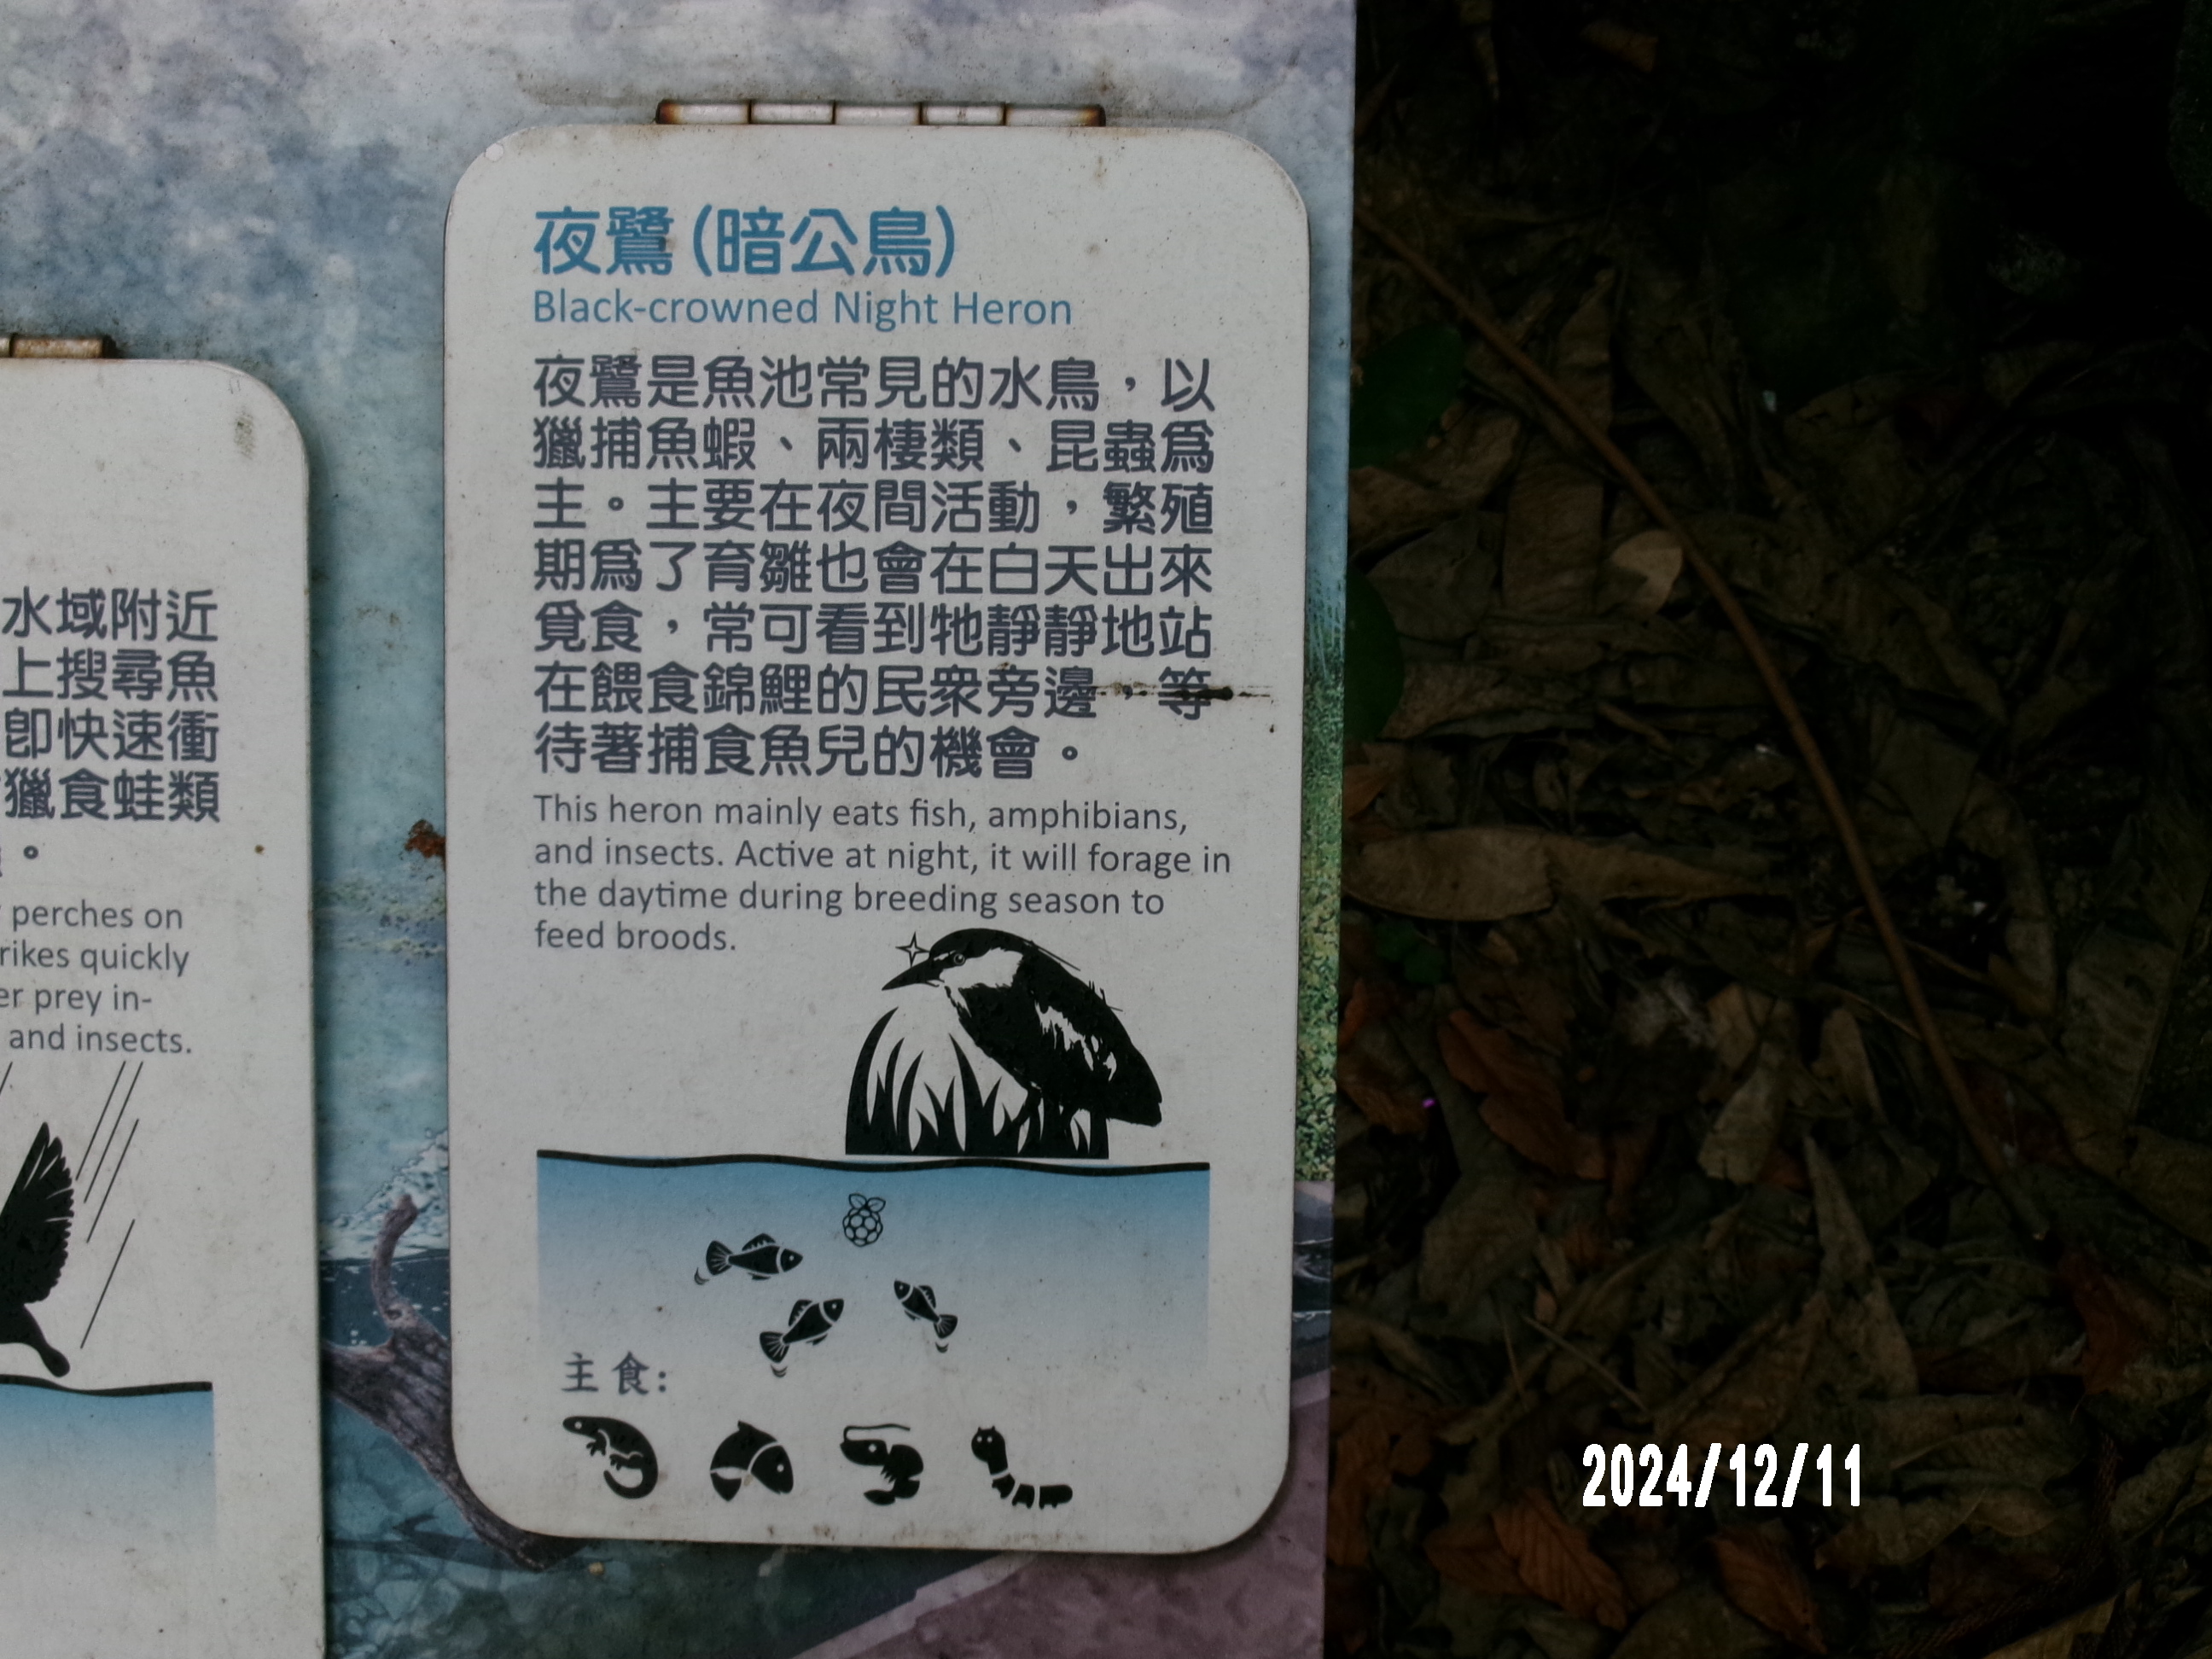 水域附近
上搜尋魚
卽快速衝
獵食蛙類
。
perches on
rikes quickly
er prey in-
and insects.
夜鷺(暗公鳥)
Black-crowned Night Heron
夜鷺是魚池常見的水鳥,以
獵捕魚蝦、兩棲類、昆蟲為
主。主要在夜間活動,繁殖
期為了育雛也會在白天出來
覓食,常可看到牠靜靜地站
在餵食錦鯉的民眾旁邊,等
待著捕食魚兒的機會。
This heron mainly eats fish, amphibians,
and insects. Active at night, it will forage in
the daytime during breeding season to
feed broods.
主食:
2024/12/11